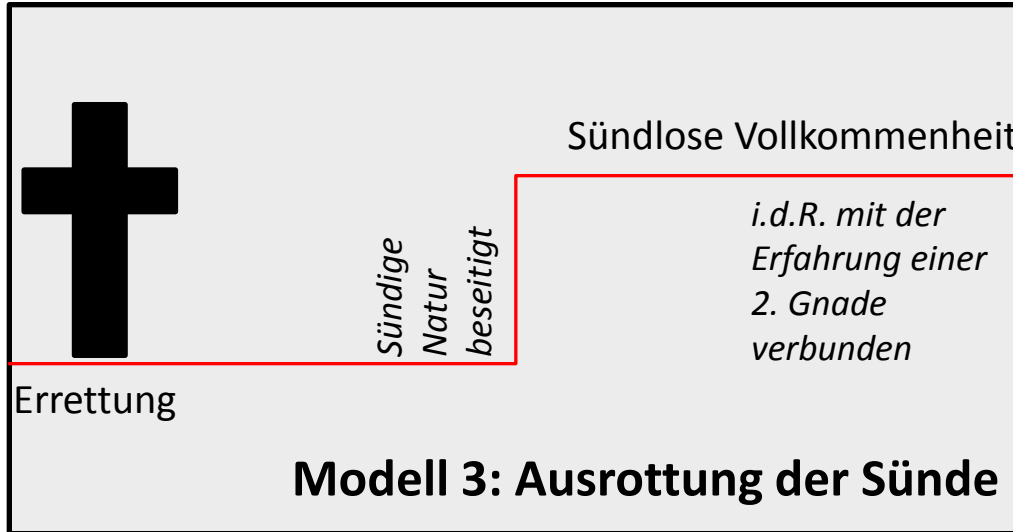 Sündlose Vollkommenheit
Sündige
Natur
beseitigt
i.d.R. mit der
Erfahrung einer
2. Gnade
verbunden
Errettung
Modell 3: Ausrottung der Sünde